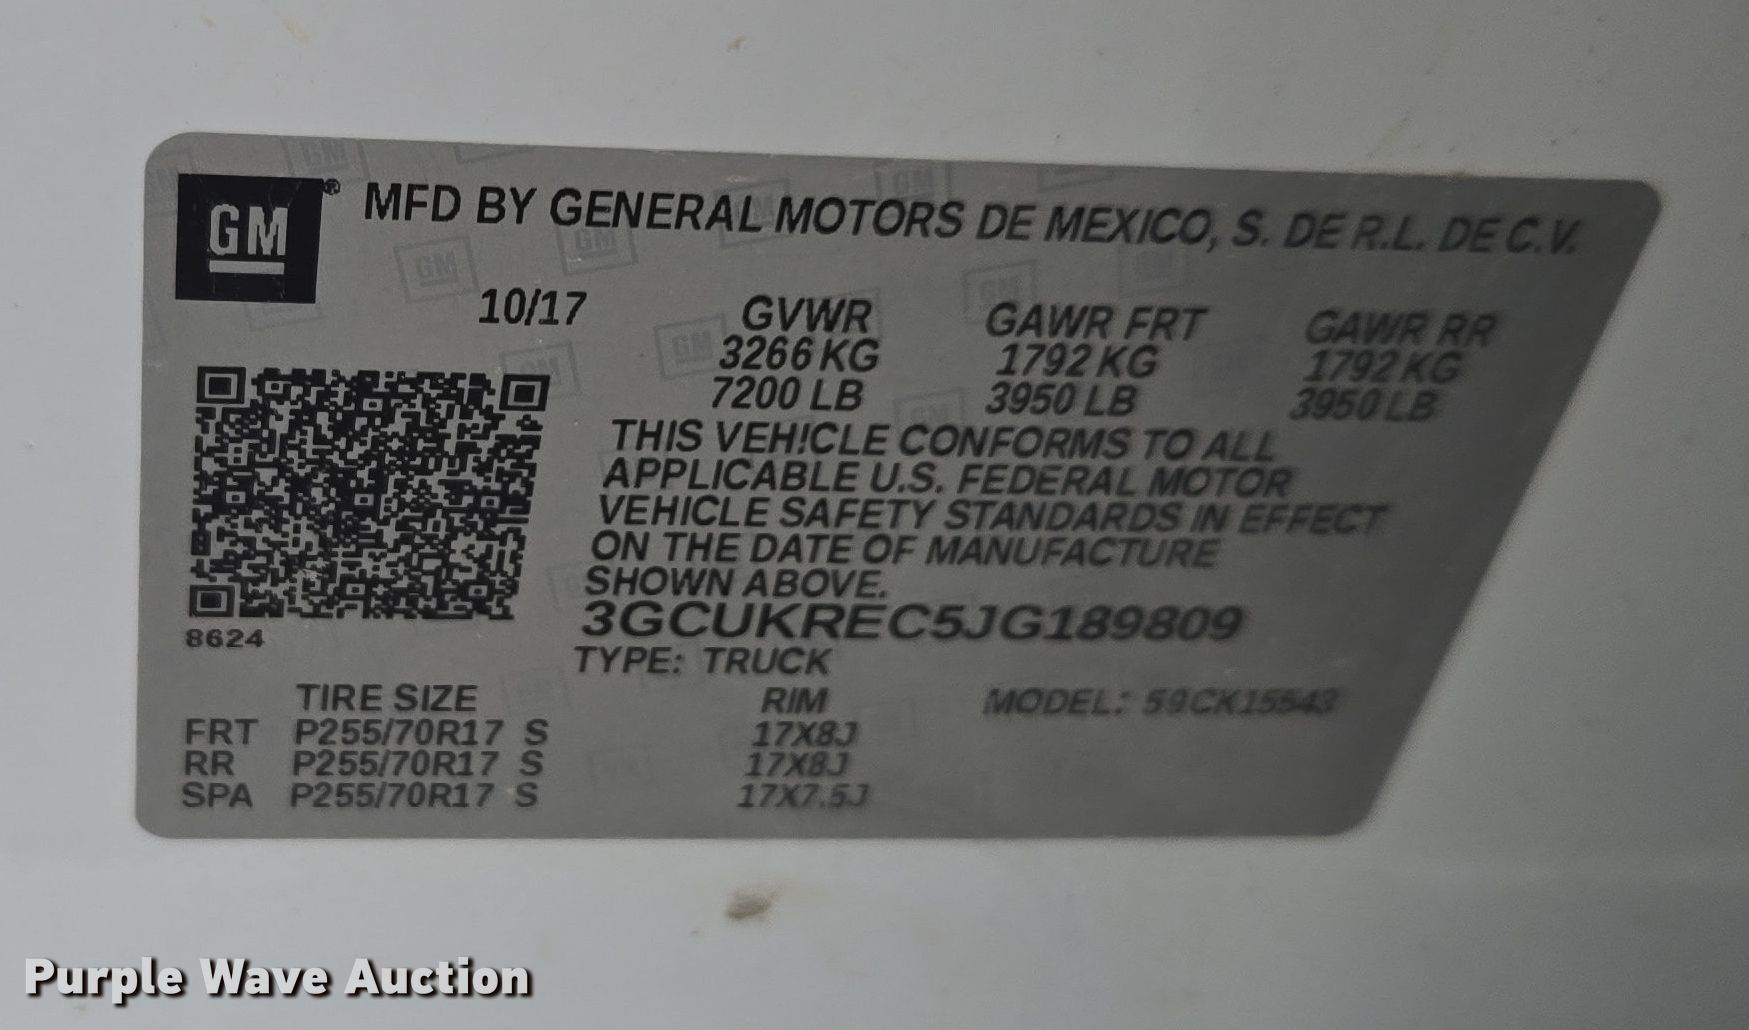 GM ® MFD BY GENERAL MOTORS DE MEXICO, S. DE R.L. DE C.V.
10/17 GVWR GAWR FRT GAWR RR
3266 KG 1792 KG 1792 KG
7200 LB 3950 LB 3950 LB
THIS VEHICLE CONFORMS TO ALL
APPLICABLE U.S. FEDERAL MOTOR
VEHICLE SAFETY STANDARDS IN EFFECT
ON THE DATE OF MANUFACTURE
SHOWN ABOVE.
3GCUKREC5JG189809
8624
TYPE: TRUCK
TIRE SIZE RIM MODEL: 59CK15543
FRT P255/70R17 S 17X8J
RR P255/70R17 S 17X8J
SPA P255/70R17 S 17X7.5J
Purple Wave Auction